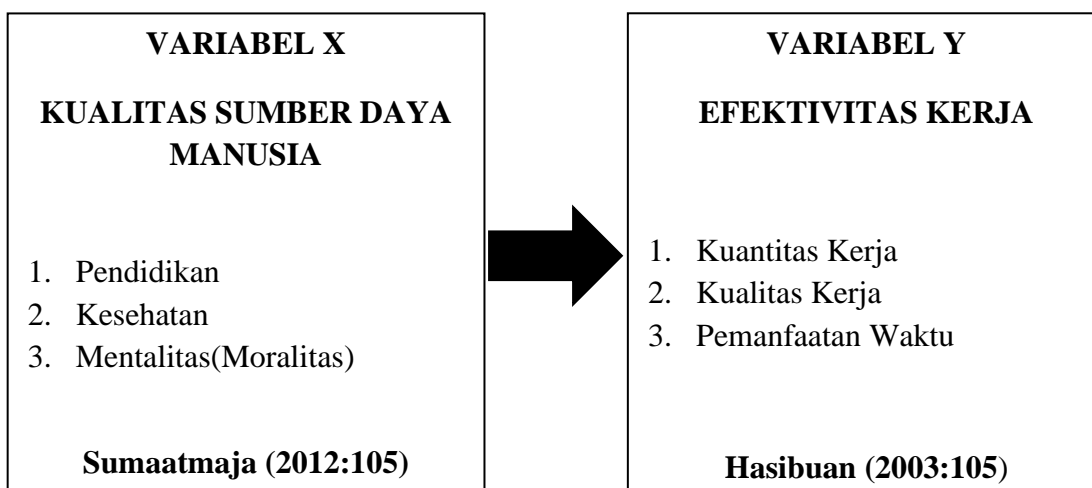 VARIABEL X
KUALITAS SUMBER DAYA
MANUSIA
1. Pendidikan
2. Kesehatan
3. Mentalitas(Moralitas)
Sumaatmaja (2012:105)
VARIABEL Y
EFEKTIVITAS KERJA
1. Kuantitas Kerja
2. Kualitas Kerja
3. Pemanfaatan Waktu
Hasibuan (2003:105)